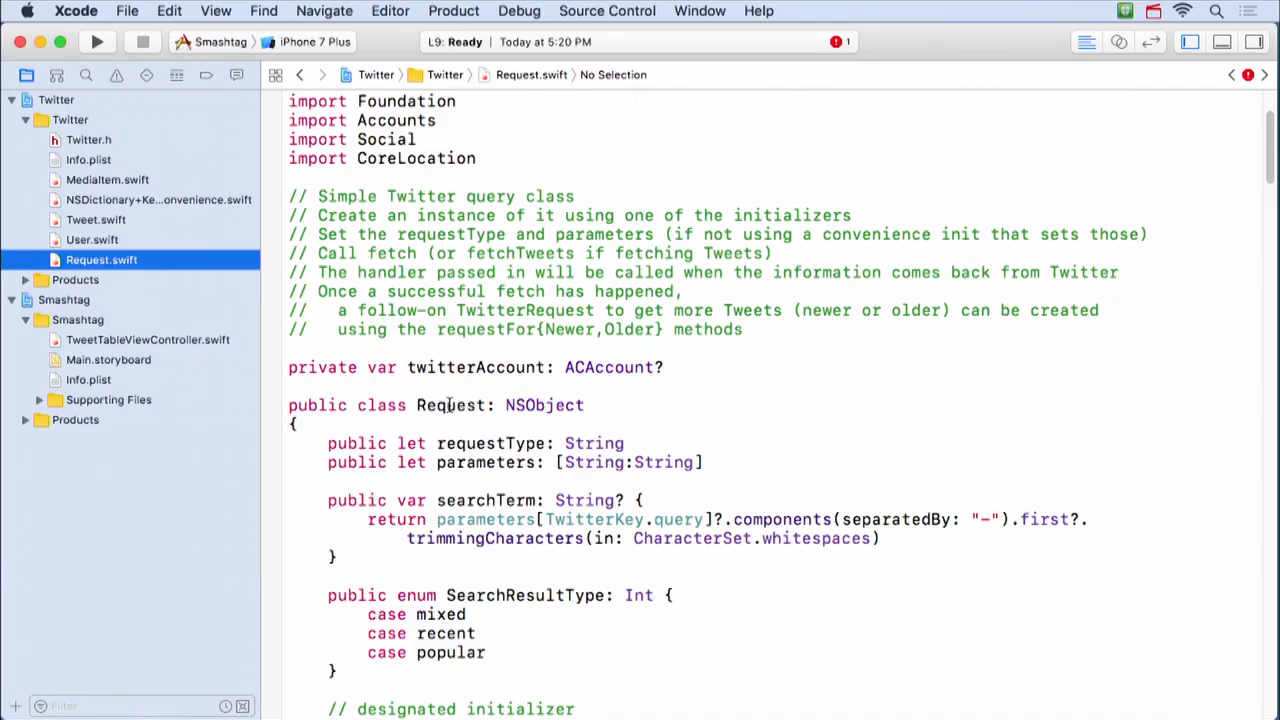 Xcode File Edit View Find Navigate Editor Product Debug Source Control Window Help
Smashtag iPhone 7 Plus L9: Ready Today at 5:20 PM 1
Twitter Twitter Request.swift No Selection
Twitter
Twitter
Twitter.h
Info.plist
MediaItem.swift
NSDictionary+Ke...onvenience.swift
Tweet.swift
User.swift
Request.swift
Products
Smashtag
Smashtag
TweetTableViewController.swift
Main.storyboard
Info.plist
Supporting Files
Products
Filter
import Foundation
import Accounts
import Social
import CoreLocation
// Simple Twitter query class
// Create an instance of it using one of the initializers
// Set the requestType and parameters (if not using a convenience init that sets those)
// Call fetch (or fetchTweets if fetching Tweets)
// The handler passed in will be called when the information comes back from Twitter
// Once a successful fetch has happened,
//   a follow-on TwitterRequest to get more Tweets (newer or older) can be created
//   using the requestFor{Newer,Older} methods
private var twitterAccount: ACAccount?
public class Request: NSObject
{
public let requestType: String
public let parameters: [String:String]
public var searchTerm: String? {
return parameters[TwitterKey.query]?.components(separatedBy: "-").first?.
trimmingCharacters(in: CharacterSet.whitespaces)
}
public enum SearchResultType: Int {
case mixed
case recent
case popular
}
// designated initializer